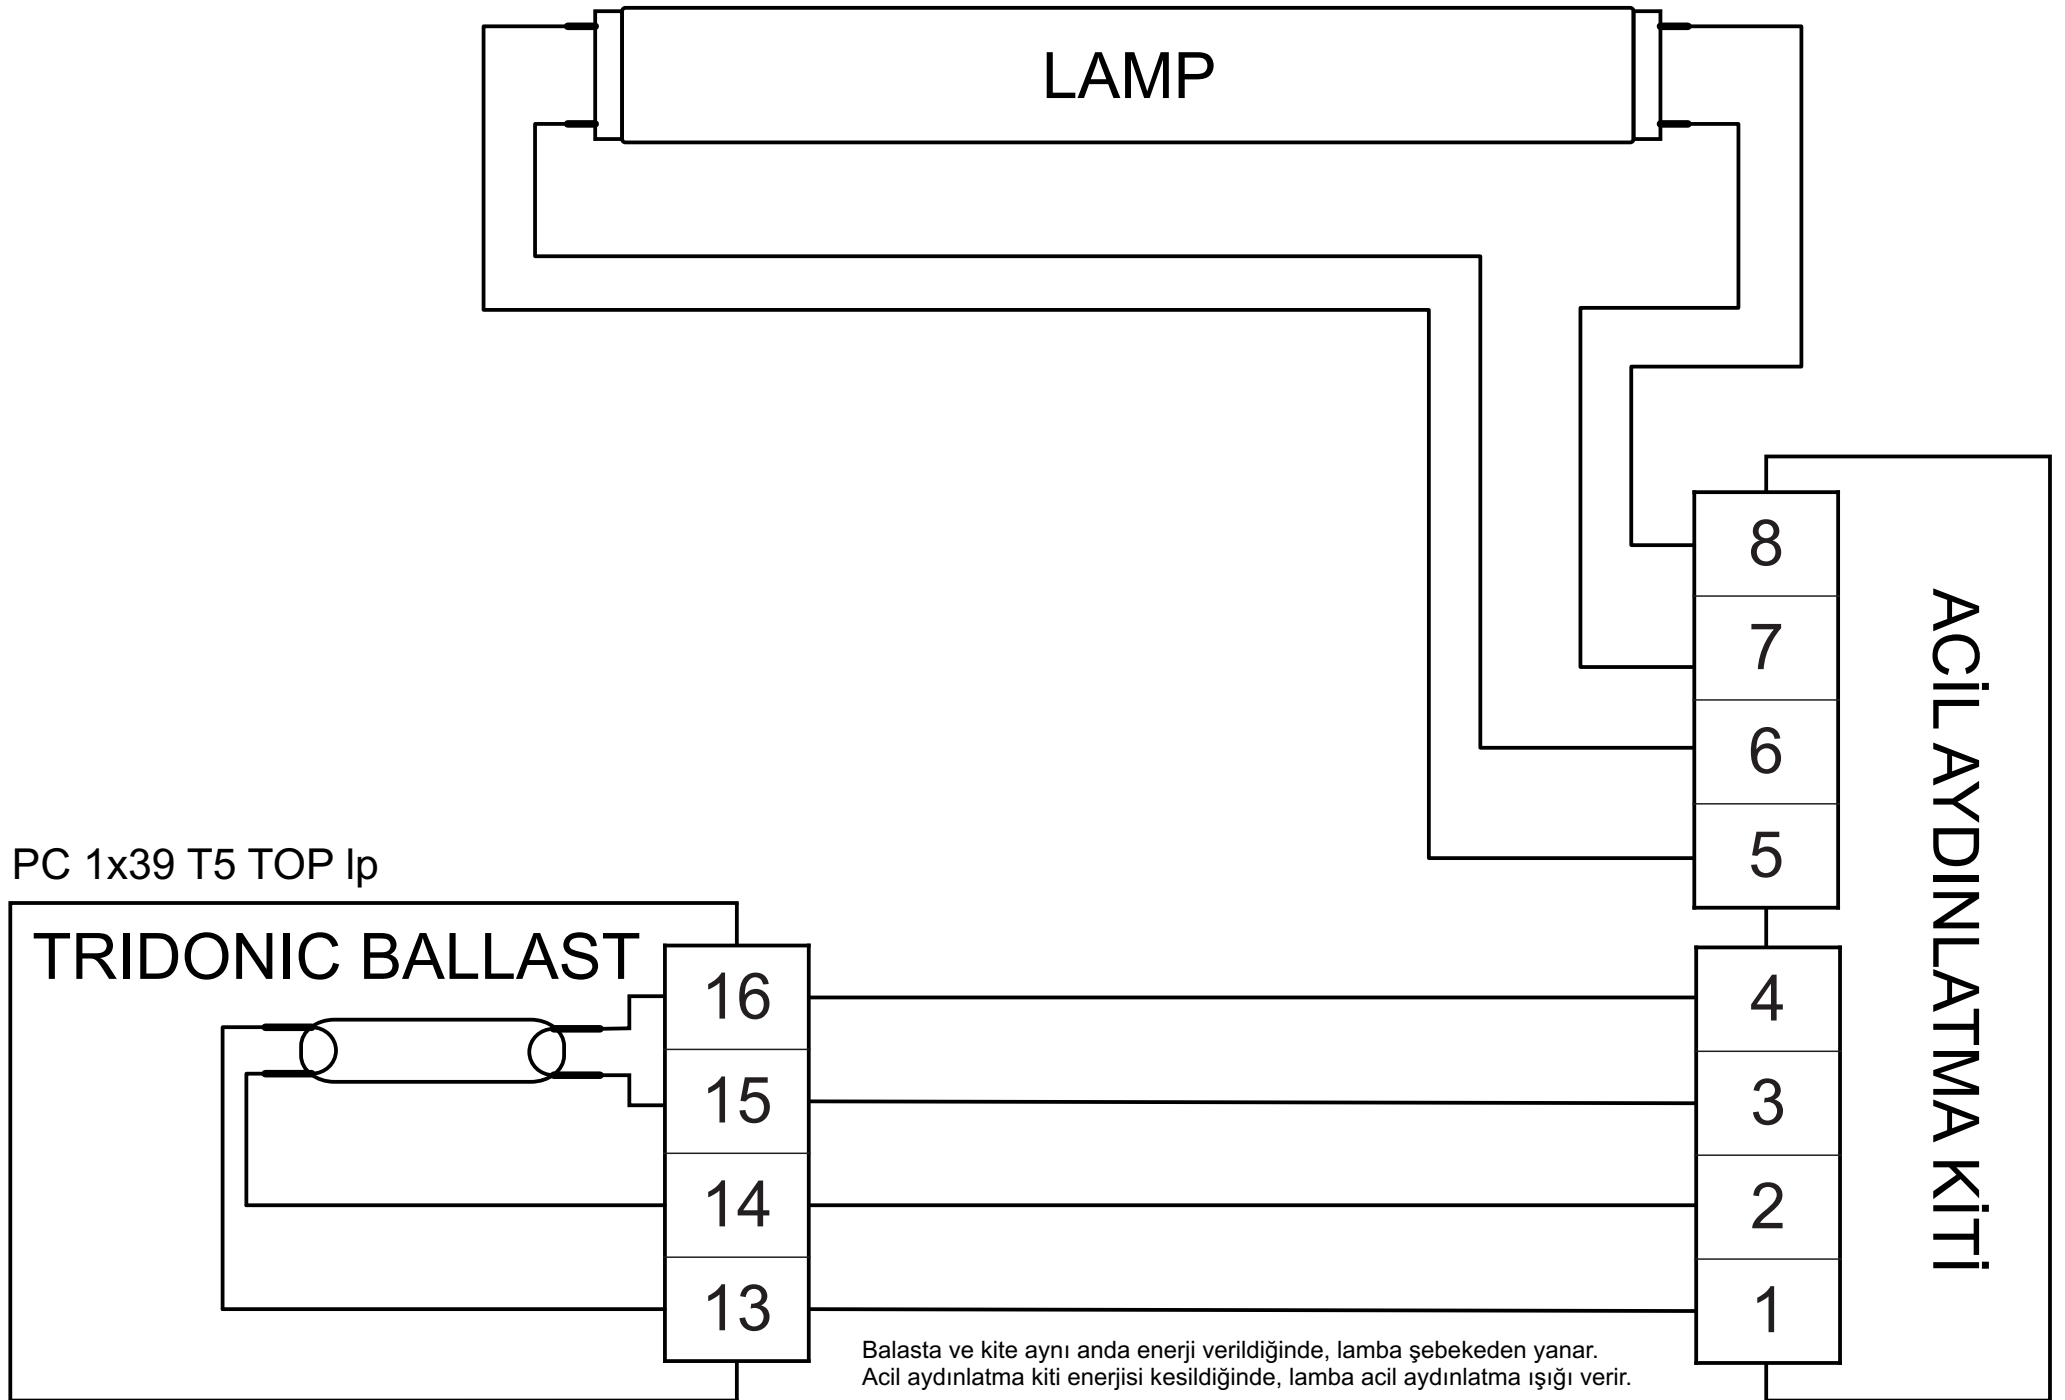 LAMP
8
7
6
5
ACİL AYDINLATMA KİTİ
PC 1x39 T5 TOP lp
TRIDONIC BALLAST
16
15
14
13
4
3
2
1
Balasta ve kite aynı anda enerji verildiğinde, lamba şebekeden yanar.
Acil aydınlatma kiti enerjisi kesildiğinde, lamba acil aydınlatma ışığı verir.